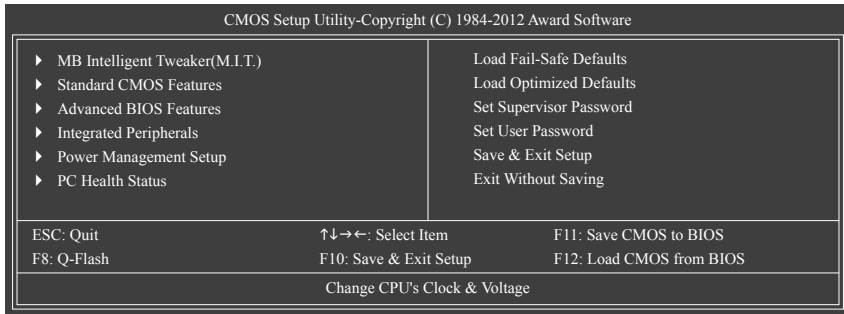 CMOS Setup Utility-Copyright (C) 1984-2012 Award Software
MB Intelligent Tweaker(M.I.T.)
Standard CMOS Features
Advanced BIOS Features
Integrated Peripherals
Power Management Setup
PC Health Status
Load Fail-Safe Defaults
Load Optimized Defaults
Set Supervisor Password
Set User Password
Save & Exit Setup
Exit Without Saving
ESC: Quit ↑↓→←: Select Item F11: Save CMOS to BIOS
F8: Q-Flash F10: Save & Exit Setup F12: Load CMOS from BIOS
Change CPU's Clock & Voltage